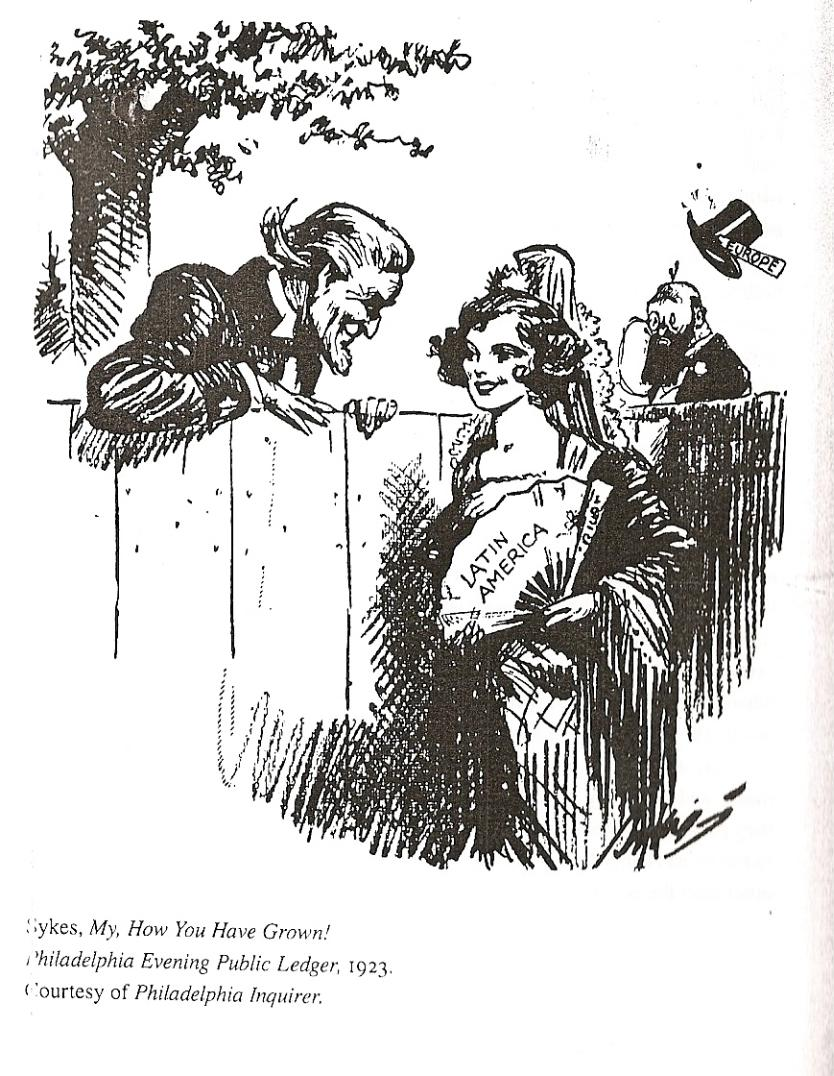 EUROPE
LATIN
AMERICA
Sykes, My, How You Have Grown!
Philadelphia Evening Public Ledger, 1923.
Courtesy of Philadelphia Inquirer.